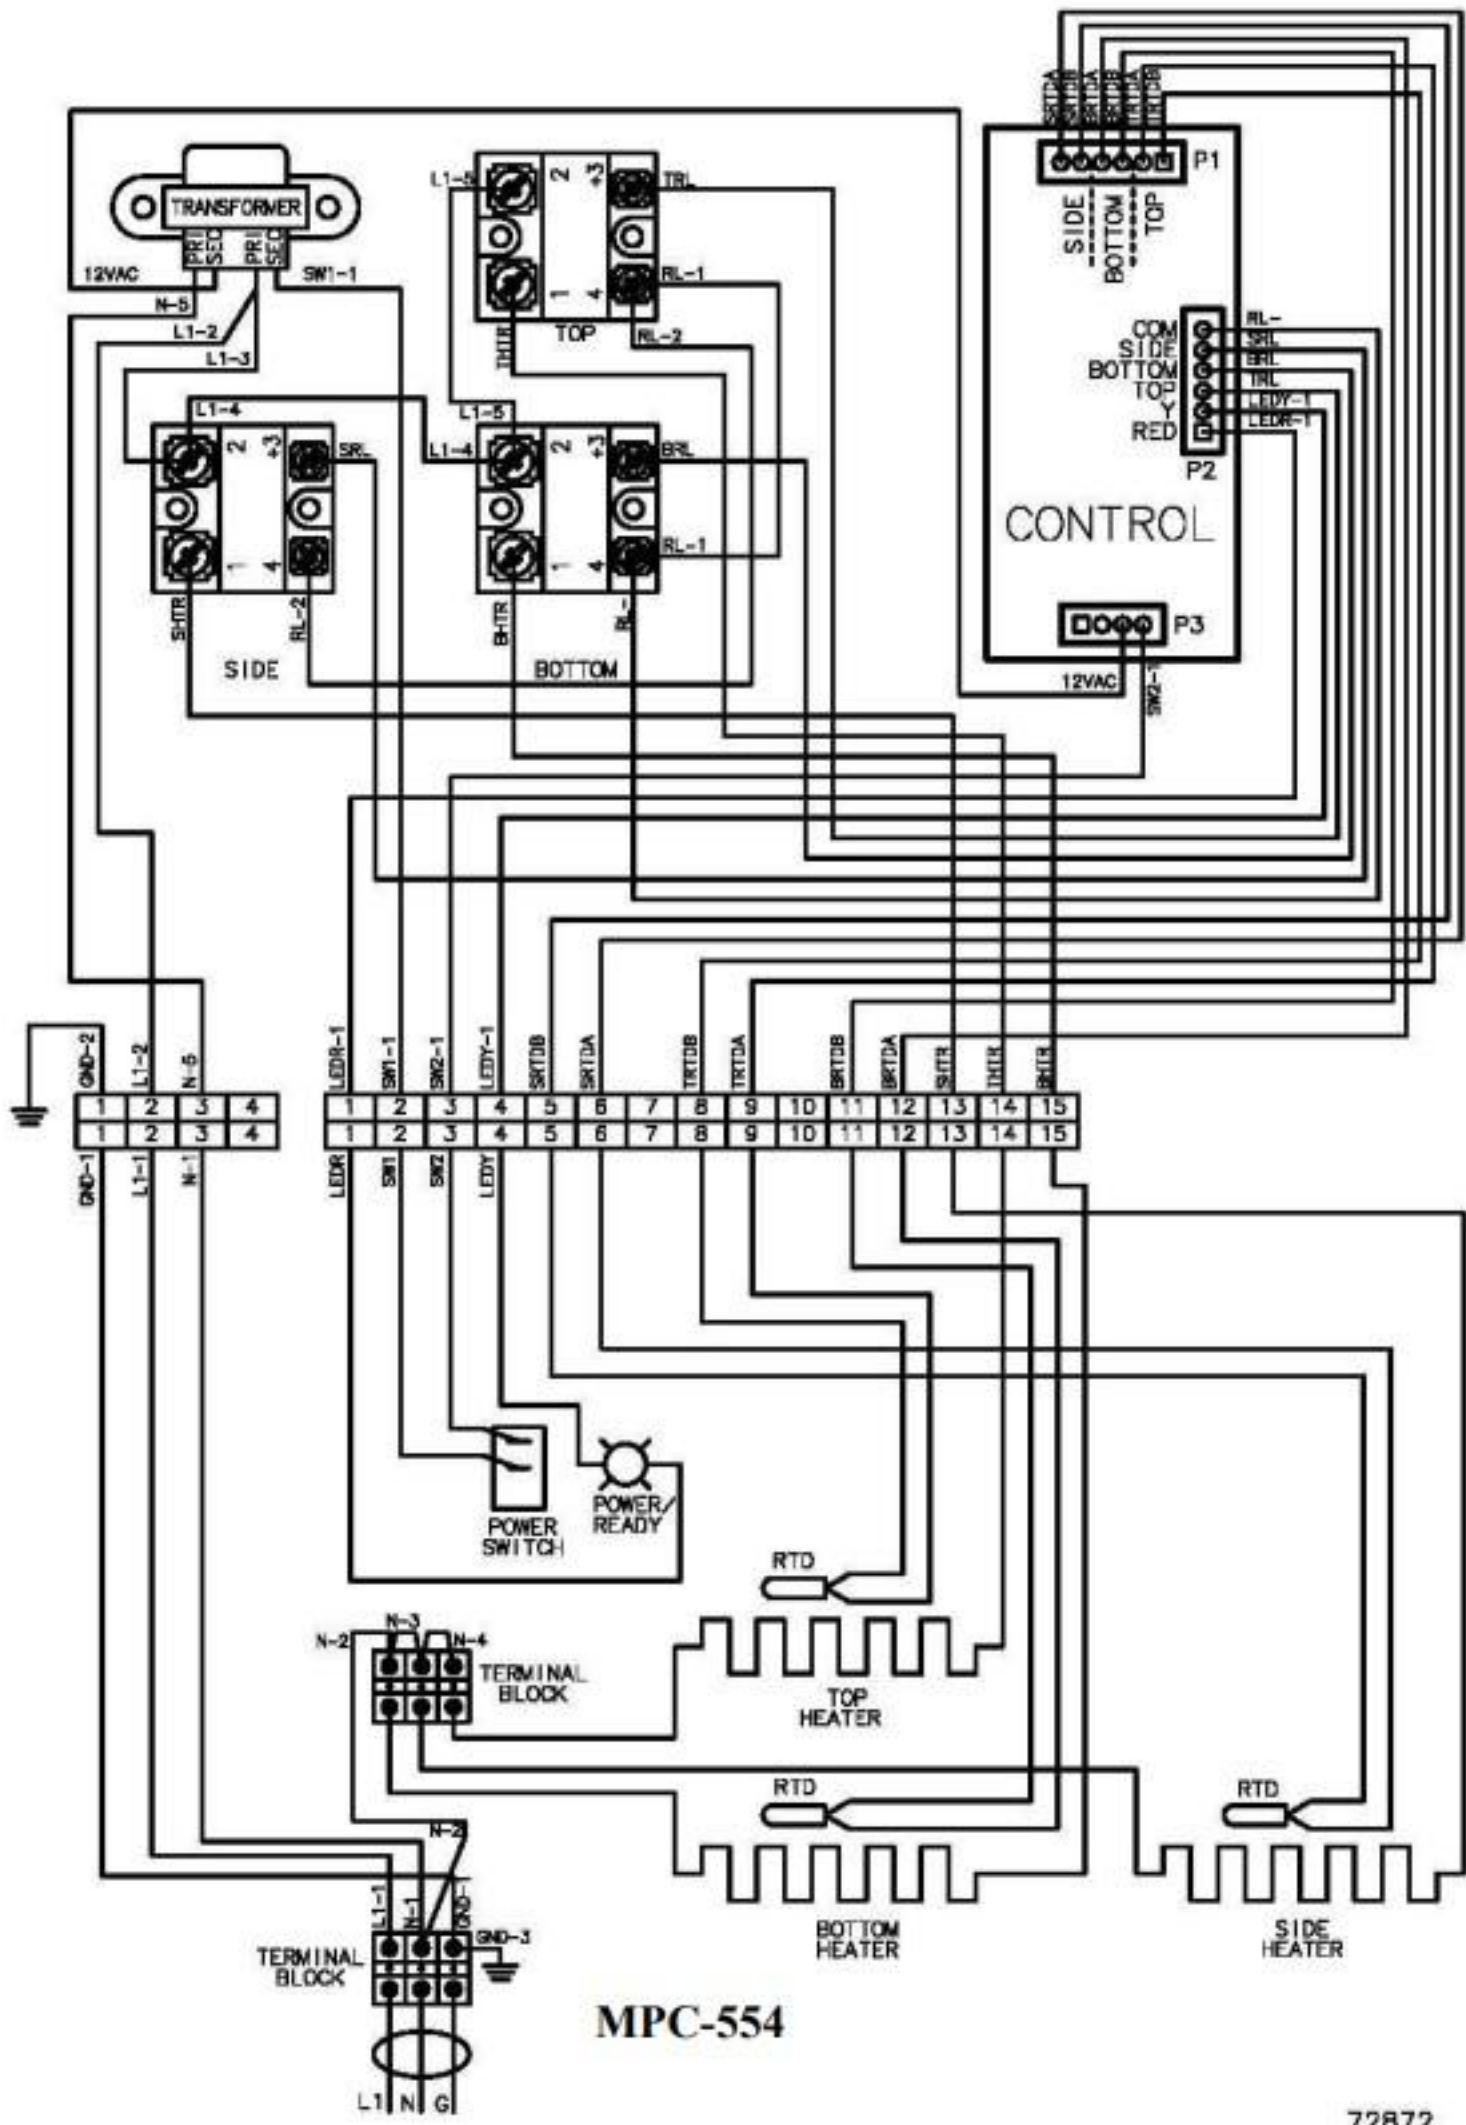 SRTDA
SRTDB
BRTDA
BRTDB
TRTDA
TRTDB
P1
SIDE
BOTTOM
TOP
TRANSFORMER
PRI
SEC
PRI
SEC
12VAC
SW1-1
N-5
L1-2
L1-3
L1-5
2
+3
TRL
1
4
RL-1
THTR
TOP
RL-2
L1-4
2
+3
SRL
1
4
SHTR
RL-2
SIDE
L1-5
L1-4
2
+3
BRL
1
4
RL-1
BHTR
RL-
BOTTOM
COM
SIDE
BOTTOM
TOP
Y
RED
RL-
SRL
BRL
TRL
LEDY-1
LEDR-1
P2
CONTROL
P3
12VAC
SW2-1
GND-2
L1-2
N-5
LEDR-1
SW1-1
SW2-1
LEDY-1
SRTDB
SRTDA
TRTDB
TRTDA
BRTDB
BRTDA
SHTR
THTR
BHTR
1 2 3 4
1 2 3 4
1 2 3 4 5 6 7 8 9 10 11 12 13 14 15
1 2 3 4 5 6 7 8 9 10 11 12 13 14 15
GND-1
L1-1
N-1
LEDR
SW1
SW2
LEDY
POWER
SWITCH
POWER/
READY
RTD
N-3
N-2
N-4
TERMINAL
BLOCK
TOP
HEATER
RTD
RTD
N-2
L1-1
N-1
GND-1
BOTTOM
HEATER
SIDE
HEATER
GND-3
TERMINAL
BLOCK
MPC-554
L1 N G
72872